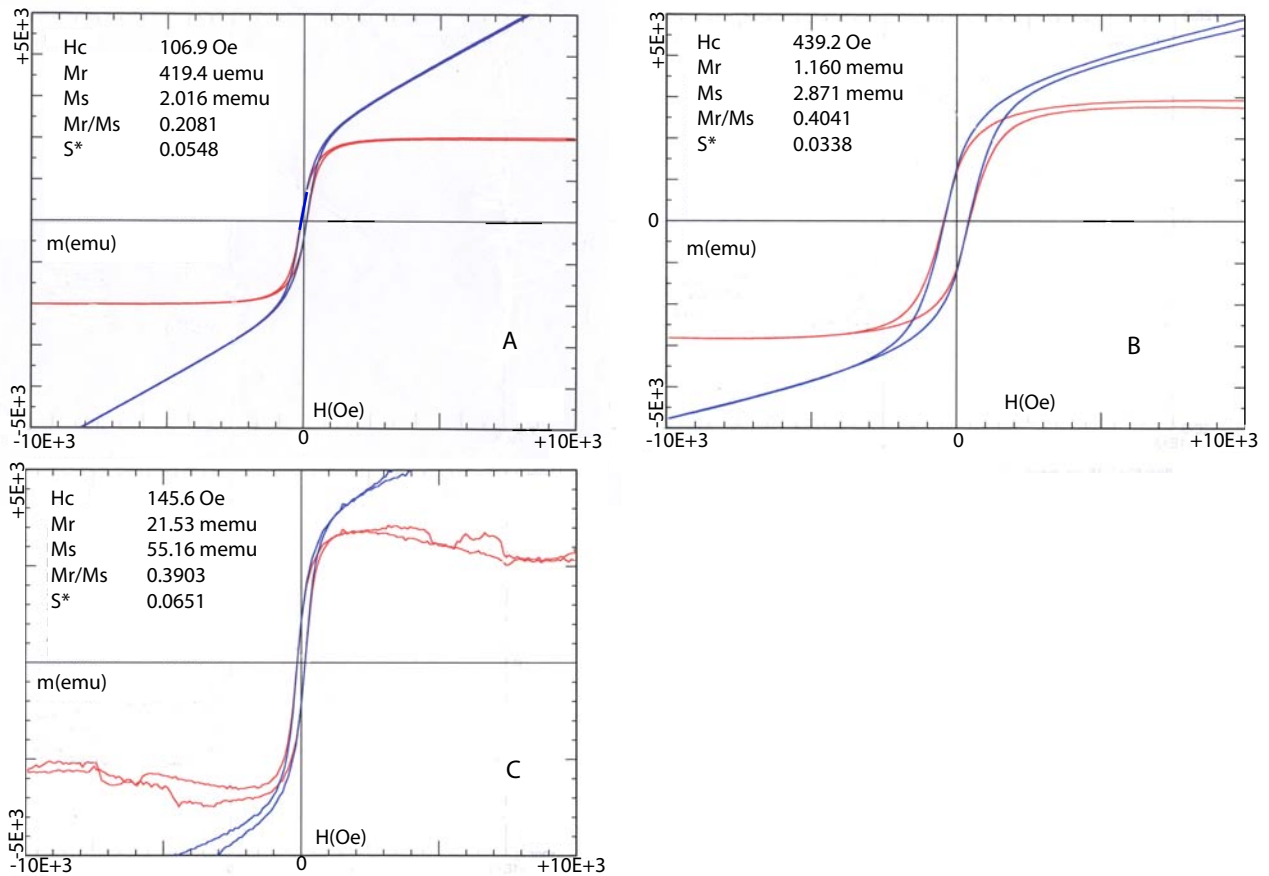 +5E+3
Hc 106.9 Oe
Mr 419.4 uemu
Ms 2.016 memu
Mr/Ms 0.2081
S* 0.0548
m(emu)
A
-5E+3
H(Oe)
-10E+3 0 +10E+3
+5E+3
Hc 439.2 Oe
Mr 1.160 memu
Ms 2.871 memu
Mr/Ms 0.4041
S* 0.0338
0
m(emu)
B
-5E+3
H(Oe)
-10E+3 0 +10E+3
+5E+3
Hc 145.6 Oe
Mr 21.53 memu
Ms 55.16 memu
Mr/Ms 0.3903
S* 0.0651
m(emu)
C
-5E+3
H(Oe)
-10E+3 0 +10E+3